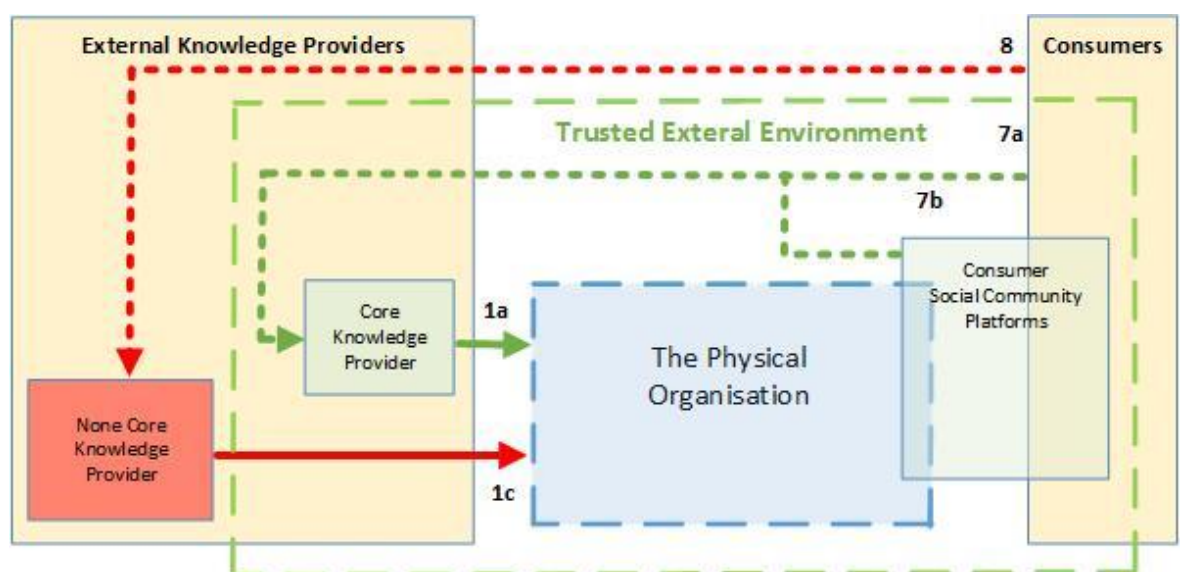 External Knowledge Providers
8
Consumers
Trusted Exteral Environment
7a
7b
Consumer
Social Community
Platforms
Core
Knowledge
Provider
1a
The Physical
Organisation
None Core
Knowledge
Provider
1c